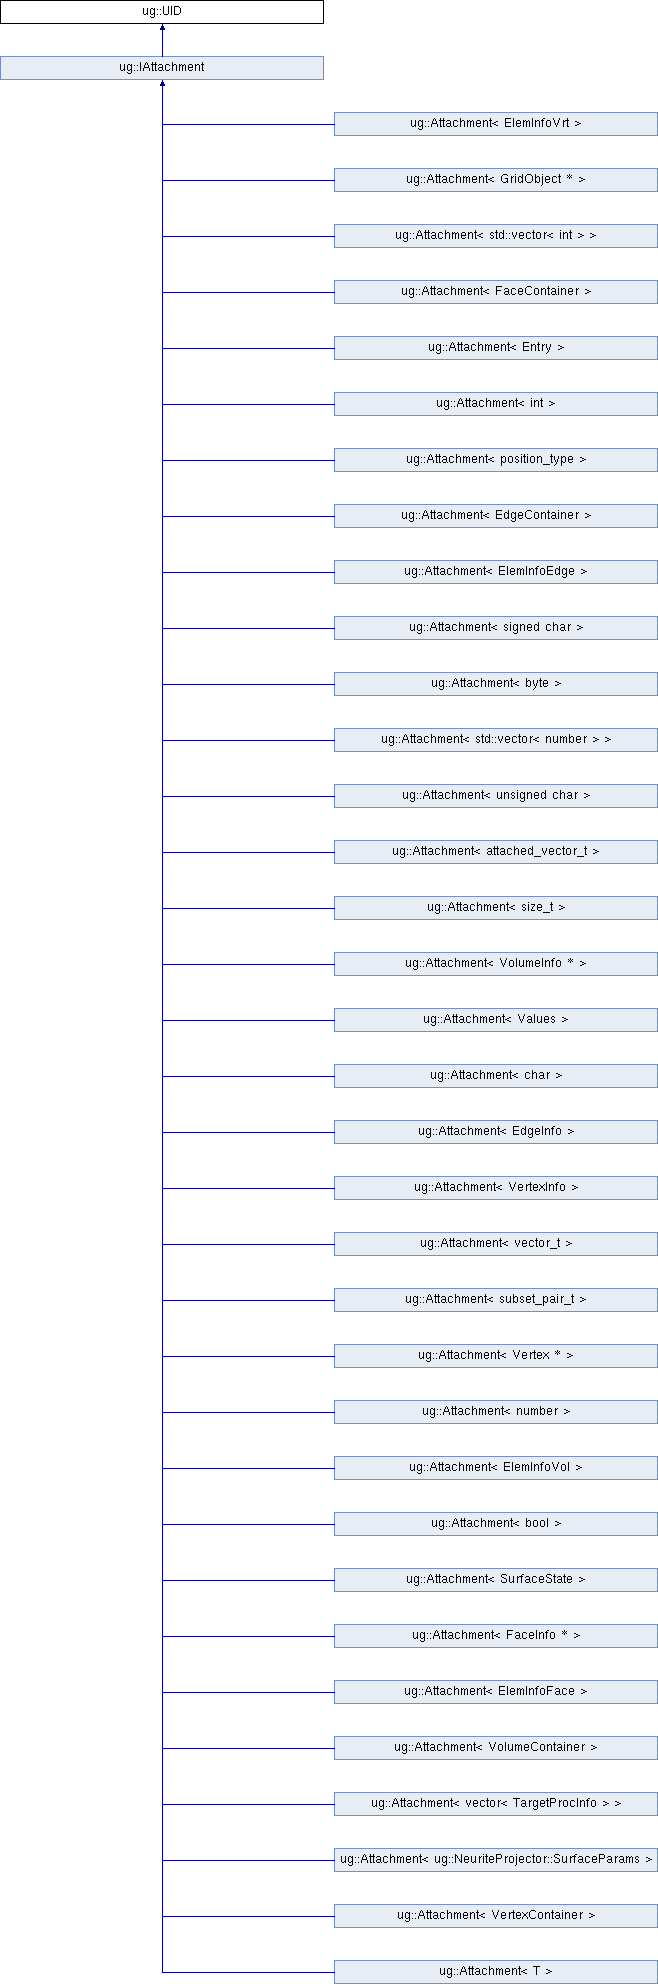 ug::UID
ug::IAttachment
ug::Attachment< ElemInfoVrt >
ug::Attachment< GridObject * >
ug::Attachment< std::vector< int > >
ug::Attachment< FaceContainer >
ug::Attachment< Entry >
ug::Attachment< int >
ug::Attachment< position_type >
ug::Attachment< EdgeContainer >
ug::Attachment< ElemInfoEdge >
ug::Attachment< signed char >
ug::Attachment< byte >
ug::Attachment< std::vector< number > >
ug::Attachment< unsigned char >
ug::Attachment< attached_vector_t >
ug::Attachment< size_t >
ug::Attachment< VolumeInfo * >
ug::Attachment< Values >
ug::Attachment< char >
ug::Attachment< EdgeInfo >
ug::Attachment< VertexInfo >
ug::Attachment< vector_t >
ug::Attachment< subset_pair_t >
ug::Attachment< Vertex * >
ug::Attachment< number >
ug::Attachment< ElemInfoVol >
ug::Attachment< bool >
ug::Attachment< SurfaceState >
ug::Attachment< FaceInfo * >
ug::Attachment< ElemInfoFace >
ug::Attachment< VolumeContainer >
ug::Attachment< vector< TargetProcInfo > >
ug::Attachment< ug::NeuriteProjector::SurfaceParams >
ug::Attachment< VertexContainer >
ug::Attachment< T >